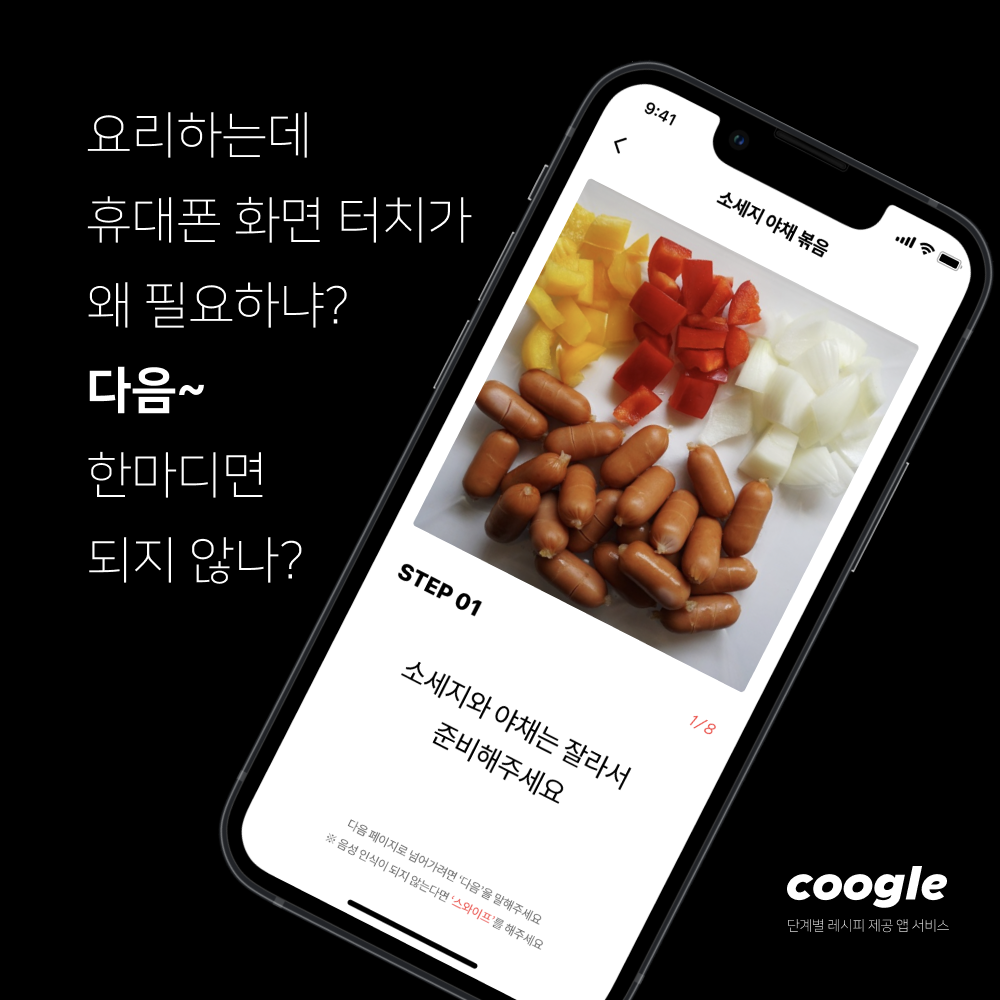 요리하는데
휴대폰 화면 터치가
왜 필요하냐?
다음~
한마디면
되지 않나?
9:41
소세지 야채 볶음
STEP 01
1/8
소세지와 야채는 잘라서
준비해주세요
다음 페이지로 넘어가려면 '다음'을 말해주세요
※ 음성 인식이 되지 않는다면 '스와이프'를 해주세요
coogle
단계별 레시피 제공 앱 서비스